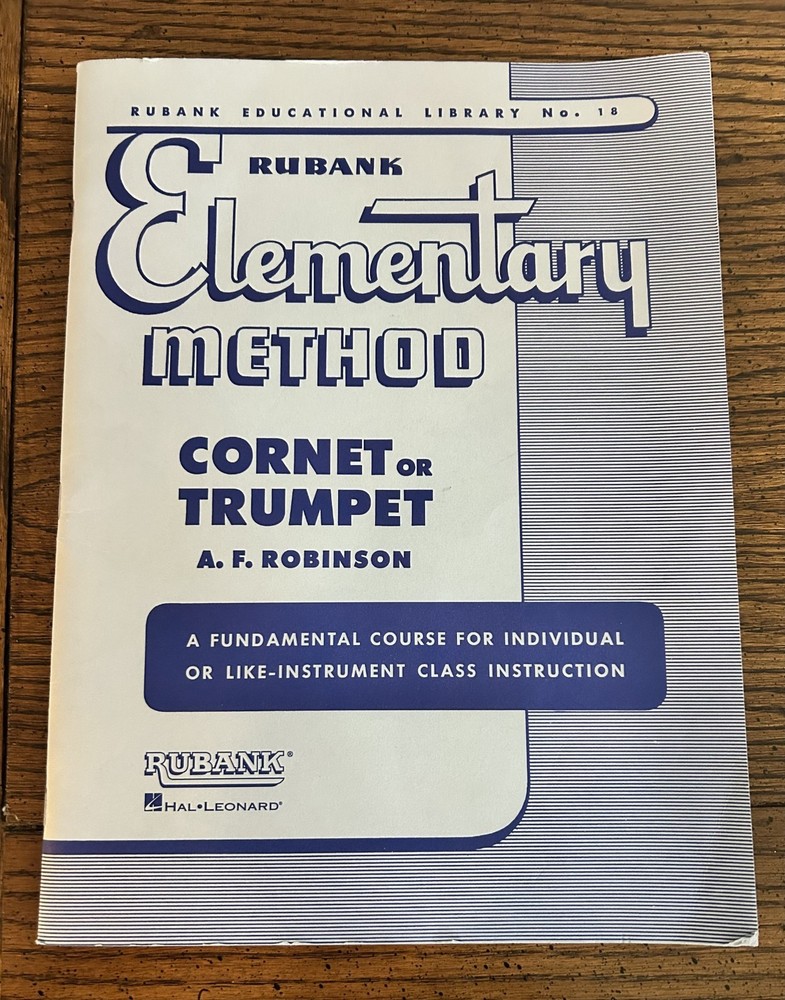 RUBANK EDUCATIONAL LIBRARY No. 18
RUBANK
Elementary
METHOD
CORNET OR
TRUMPET
A. F. ROBINSON
A FUNDAMENTAL COURSE FOR INDIVIDUAL
OR LIKE-INSTRUMENT CLASS INSTRUCTION
RUBANK®
HAL•LEONARD®